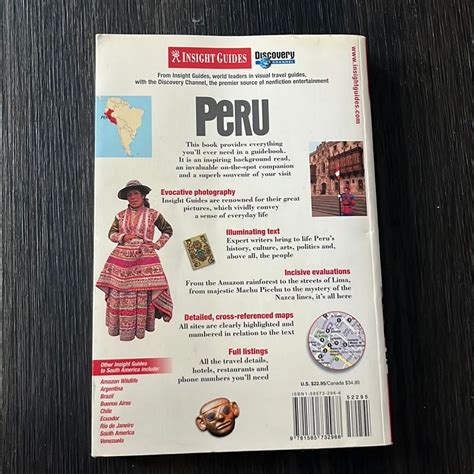 INSIGHT GUIDES
Discovery
CHANNEL
www.insightguides.com
From Insight Guides, world leaders in visual travel guides,
with the Discovery Channel, the premier source of nonfiction entertainment
PERU
This book provides everything
you'll ever need in a guidebook.
It is an inspiring background read,
an invaluable on-the-spot companion
and a superb souvenir of your visit
Evocative photography
Insight Guides are renowned for their great
pictures, which vividly convey
a sense of everyday life
Illuminating text
Expert writers bring to life Peru's
history, culture, arts, politics and,
above all, the people
Incisive evaluations
From the Amazon rainforest to the streets of Lima,
from majestic Machu Picchu to the mystery of the
Nazca lines, it's all here
Detailed, cross-referenced maps
All sites are clearly highlighted and
numbered in relation to the text
Full listings
All the travel details,
hotels, restaurants and
phone numbers you'll need
Other Insight Guides
to South America include:
Amazon Wildlife
Argentina
Brazil
Buenos Aires
Chile
Ecuador
Rio de Janeiro
South America
Venezuela
U.S. $22.95/Canada $34.95
ISBN 1-58573-298-8
52295
9 781585 732988